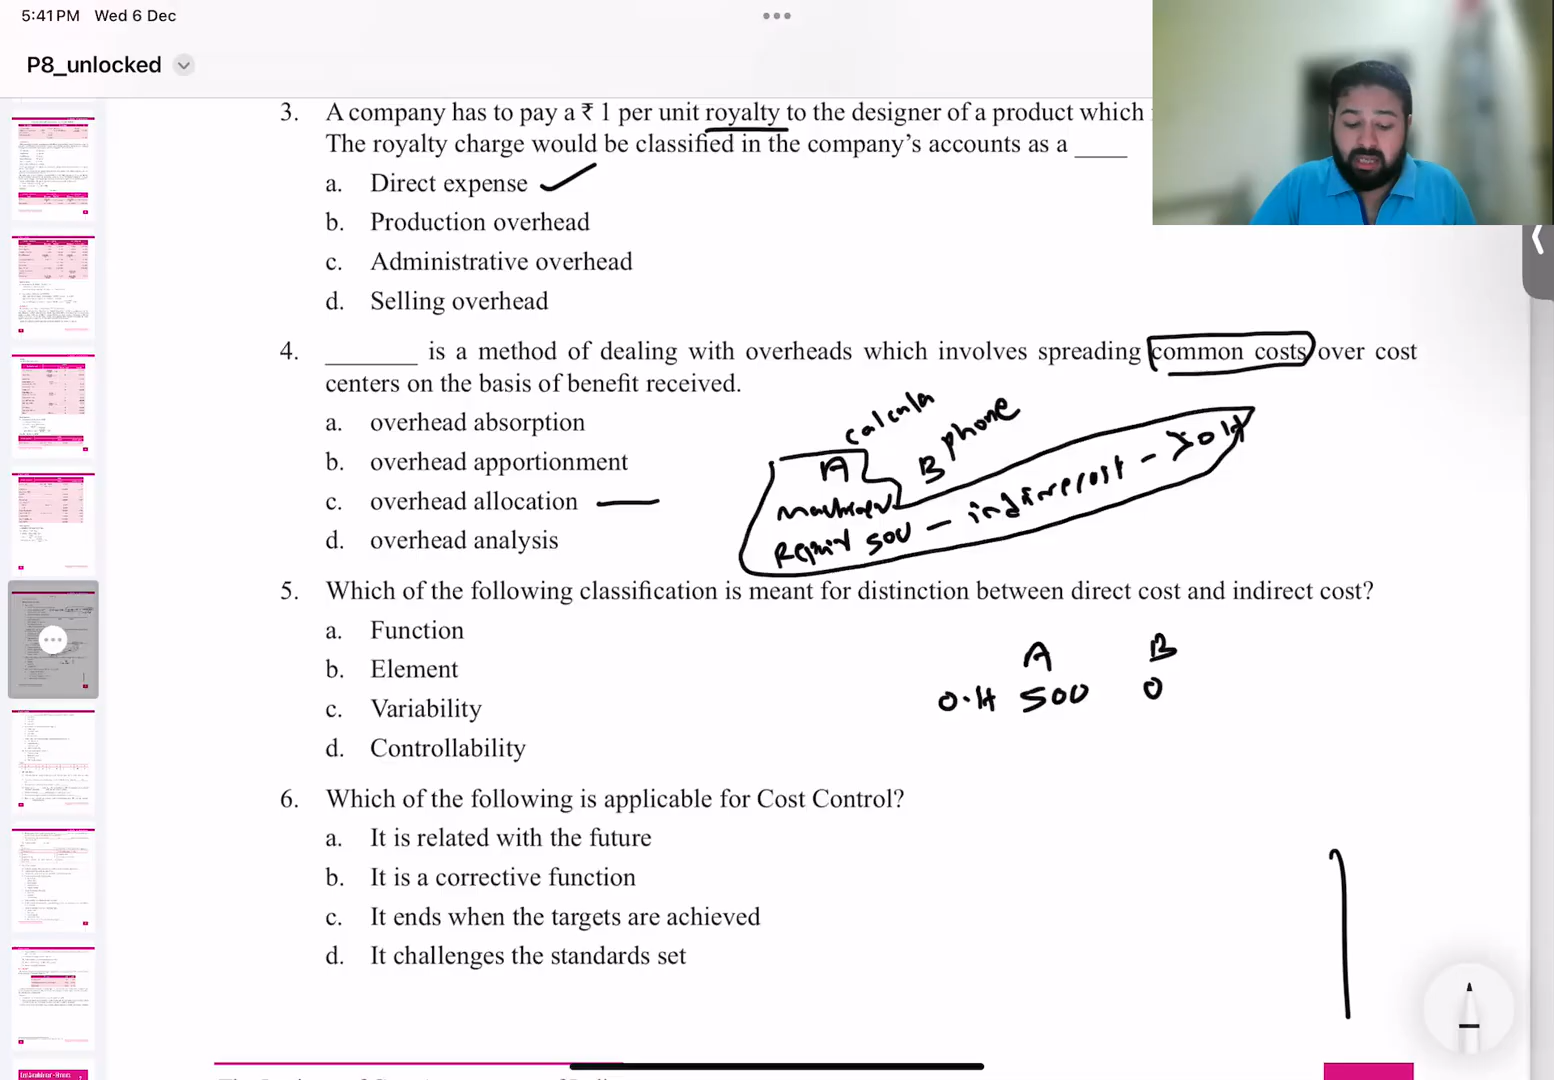 5:41 PM Wed 6 Dec
P8_unlocked
3. A company has to pay a ₹ 1 per unit royalty to the designer of a product which
The royalty charge would be classified in the company's accounts as a ____
a. Direct expense
b. Production overhead
c. Administrative overhead
d. Selling overhead
4. _______ is a method of dealing with overheads which involves spreading common costs over cost
centers on the basis of benefit received.
a. overhead absorption
b. overhead apportionment
c. overhead allocation
d. overhead analysis
calcula
phone
A
B
500 –
5. Which of the following classification is meant for distinction between direct cost and indirect cost?
a. Function
b. Element
c. Variability
d. Controllability
A B
O.H 500 0
6. Which of the following is applicable for Cost Control?
a. It is related with the future
b. It is a corrective function
c. It ends when the targets are achieved
d. It challenges the standards set